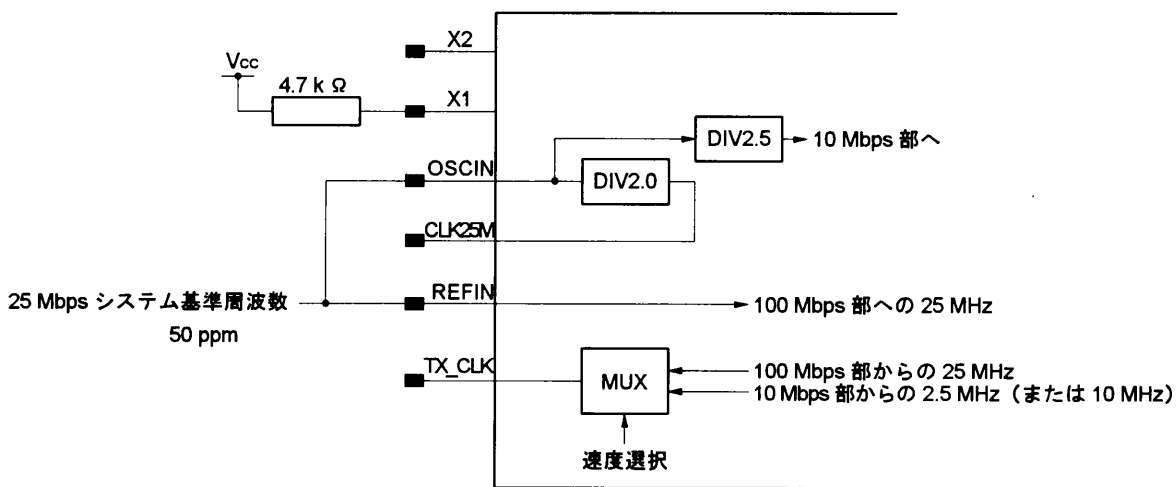 X2
Vcc
4.7 k Ω
X1
DIV2.5
10 Mbps 部へ
OSCIN
DIV2.0
CLK25M
25 Mbps システム基準周波数
50 ppm
REFIN
100 Mbps 部への 25 MHz
TX_CLK
MUX
100 Mbps 部からの 25 MHz
10 Mbps 部からの 2.5 MHz（または 10 MHz）
速度選択